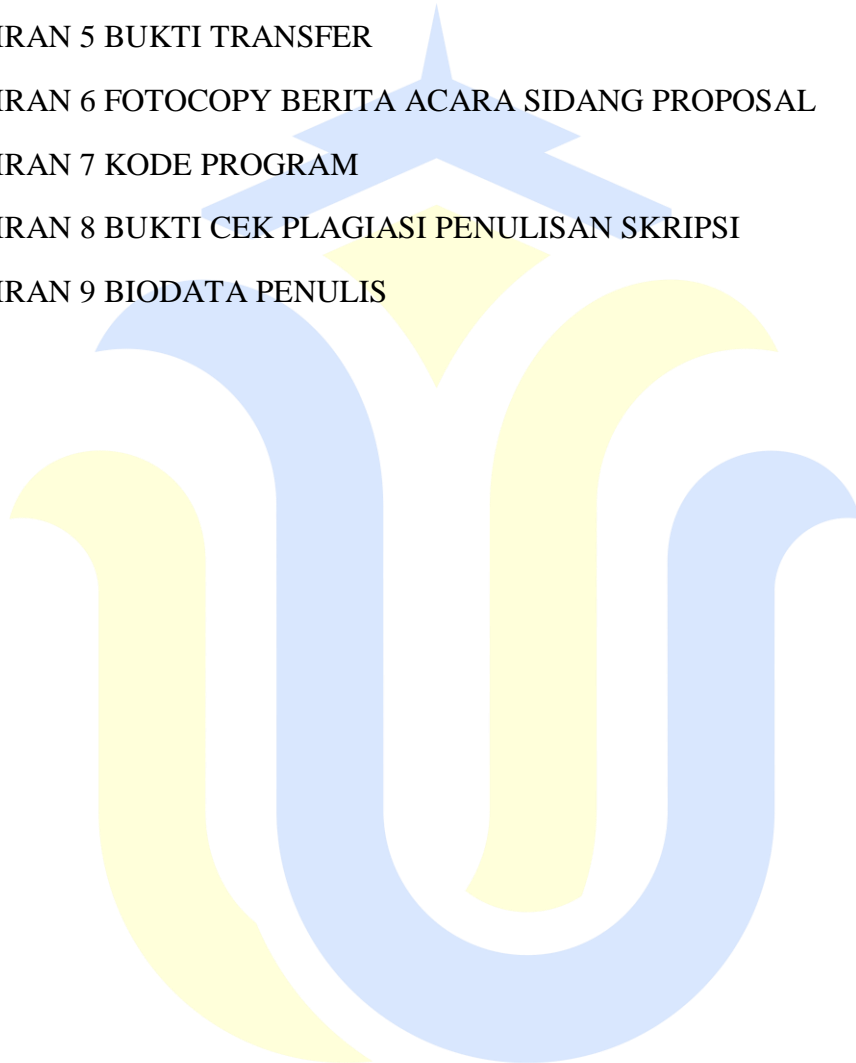 IRAN 5 BUKTI TRANSFER
IRAN 6 FOTOCOPY BERITA ACARA SIDANG PROPOSAL
IRAN 7 KODE PROGRAM
IRAN 8 BUKTI CEK PLAGIASI PENULISAN SKRIPSI
IRAN 9 BIODATA PENULIS